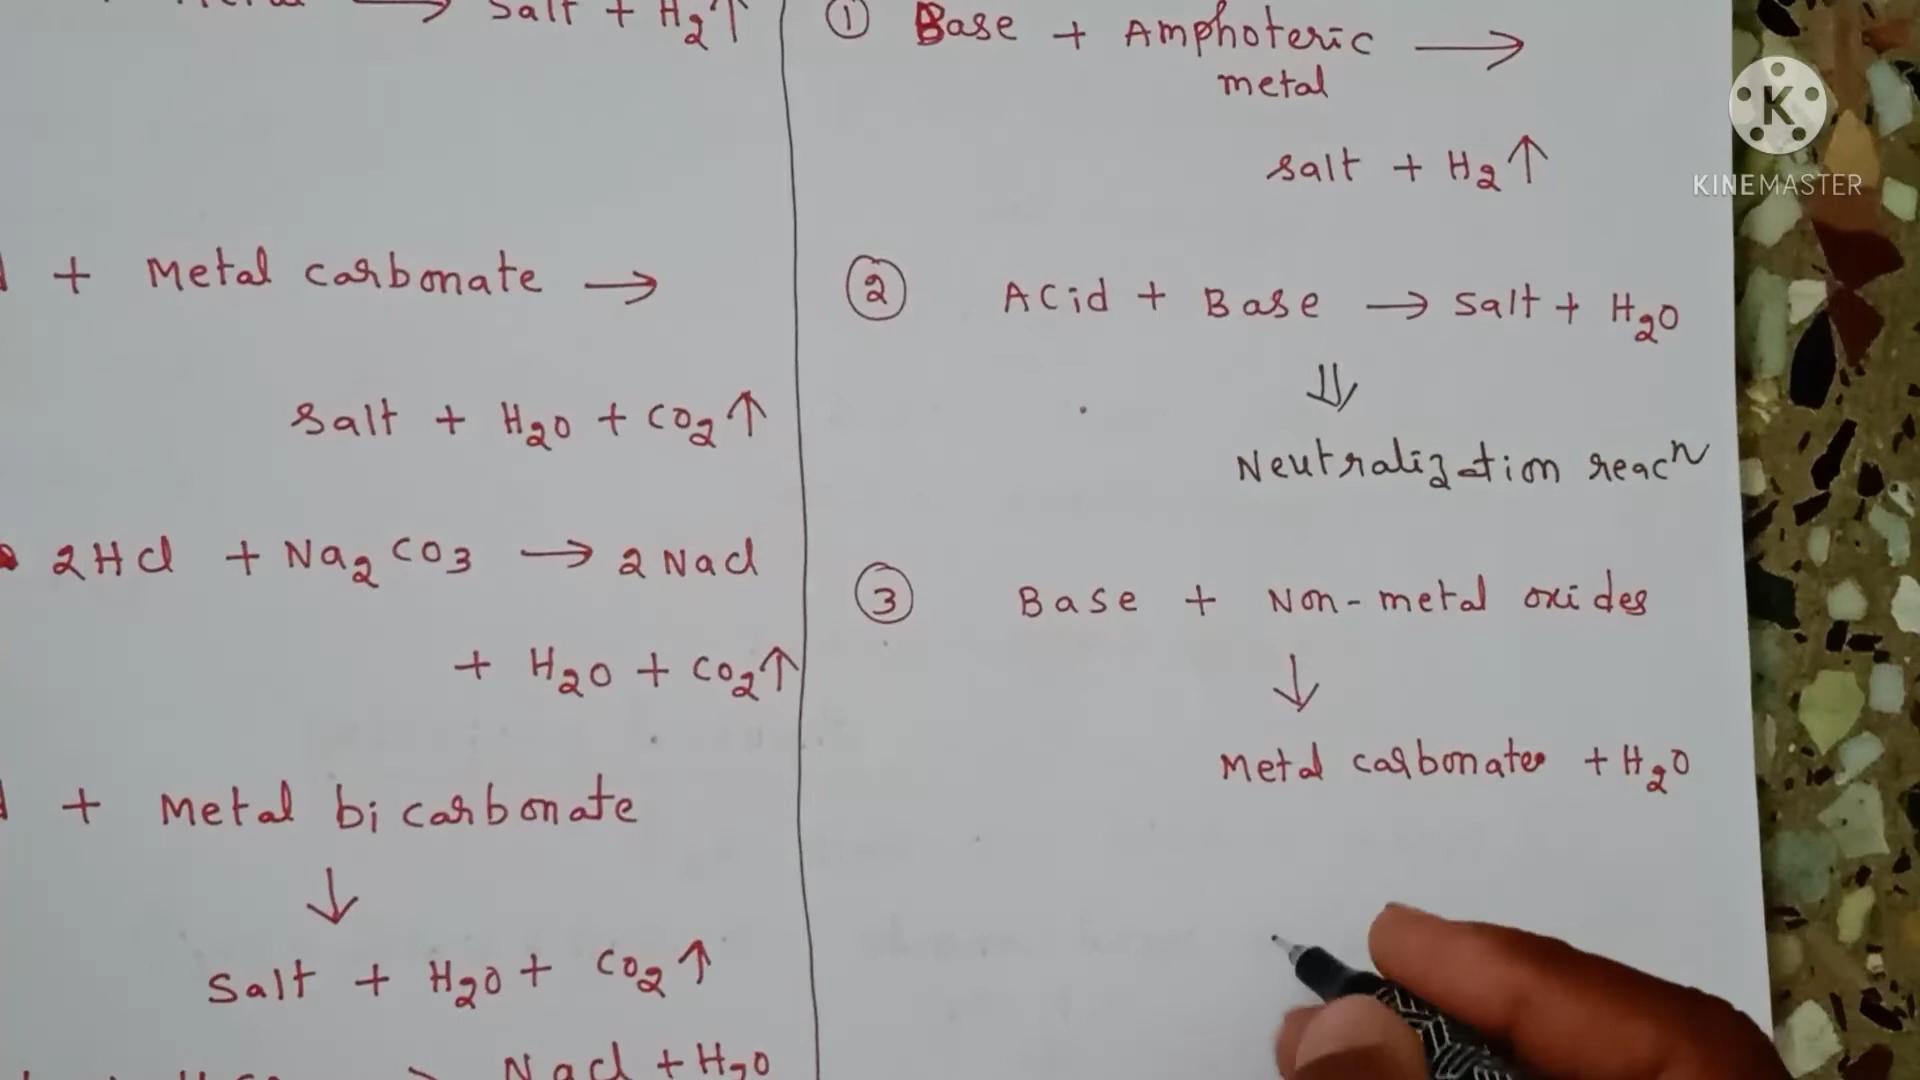 salt + H2↑
+ Metal carbonate →
salt + H2O + CO2↑
2HCl + Na2CO3 → 2NaCl
+ H2O + CO2↑
+ Metal bicarbonate
↓
Salt + H2O + CO2↑
NaCl + H2O
① Base + Amphoteric →
metal
salt + H2↑
② Acid + Base → Salt + H2O
⇓
Neutralization reacn
③ Base + Non-metal oxides
↓
Metal carbonate + H2O
K
KINEMASTER